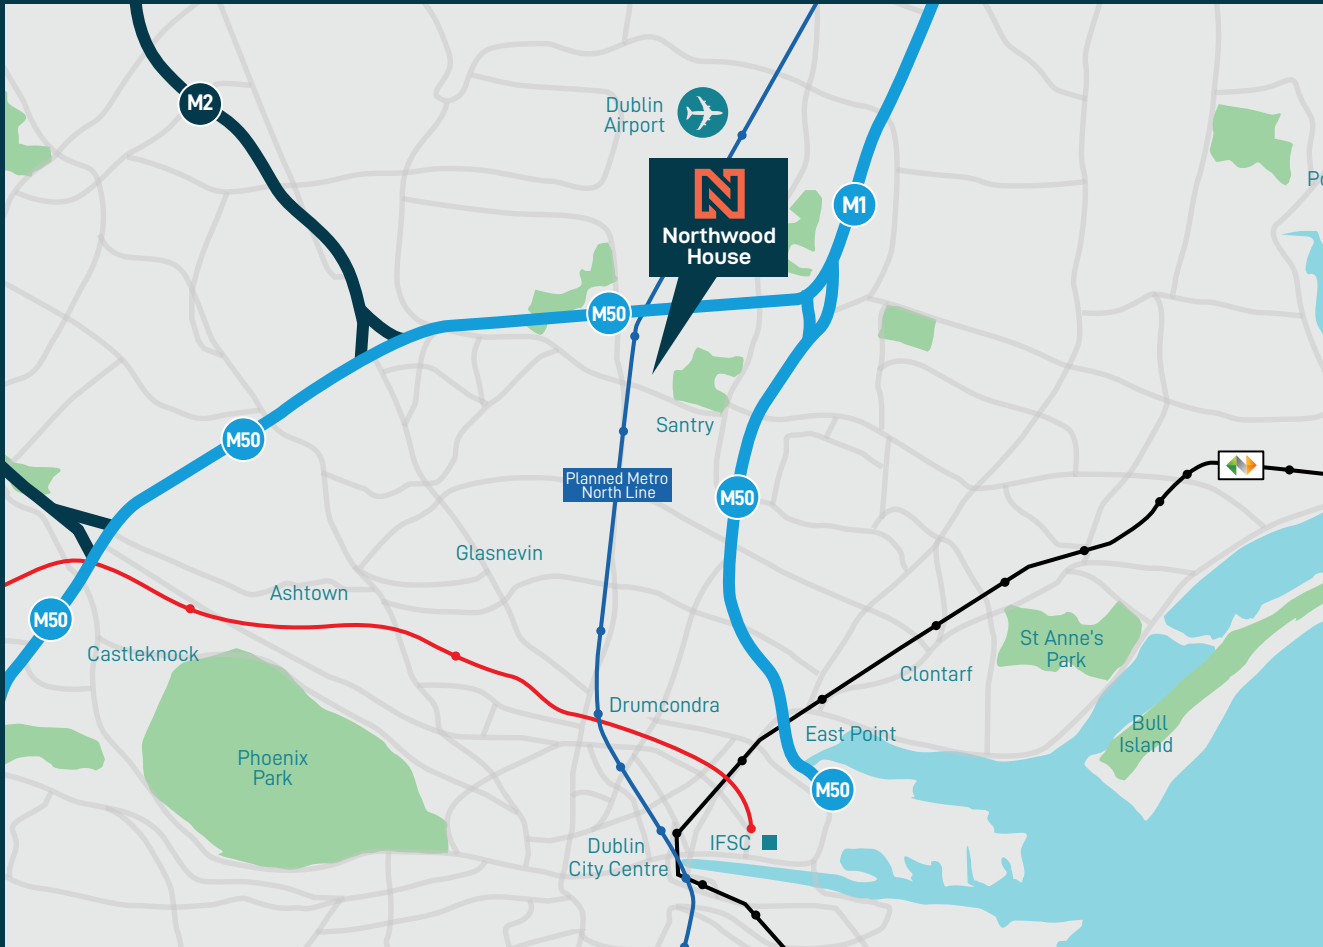 M2
Dublin
Airport
Northwood
House
M1
M50
M50
Santry
Planned Metro
North Line
M50
Glasnevin
Ashtown
M50
Castleknock
St Anne's
Park
Clontarf
Drumcondra
East Point
Bull
Island
Phoenix
Park
M50
IFSC
Dublin
City Centre